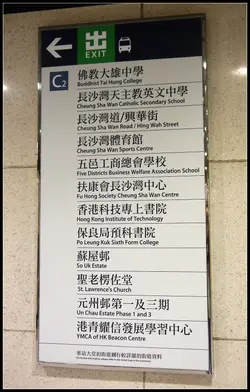 出
EXIT
C2
佛教大雄中學
Buddhist Tai Hung College
長沙灣天主教英文中學
Cheung Sha Wan Catholic Secondary School
長沙灣道/興華街
Cheung Sha Wan Road / Hing Wah Street
長沙灣體育館
Cheung Sha Wan Sports Centre
五邑工商總會學校
Five Districts Business Welfare Association School
扶康會長沙灣中心
Fu Hong Society Cheung Sha Wan Centre
香港科技專上書院
Hong Kong Institute of Technology
保良局預科書院
Po Leung Kuk Sixth Form College
蘇屋邨
So Uk Estate
聖老楞佐堂
St. Lawrence's Church
元州邨第一及三期
Un Chau Estate Phase 1 and 3
港青耀信發展學習中心
YMCA of HK Beacon Centre